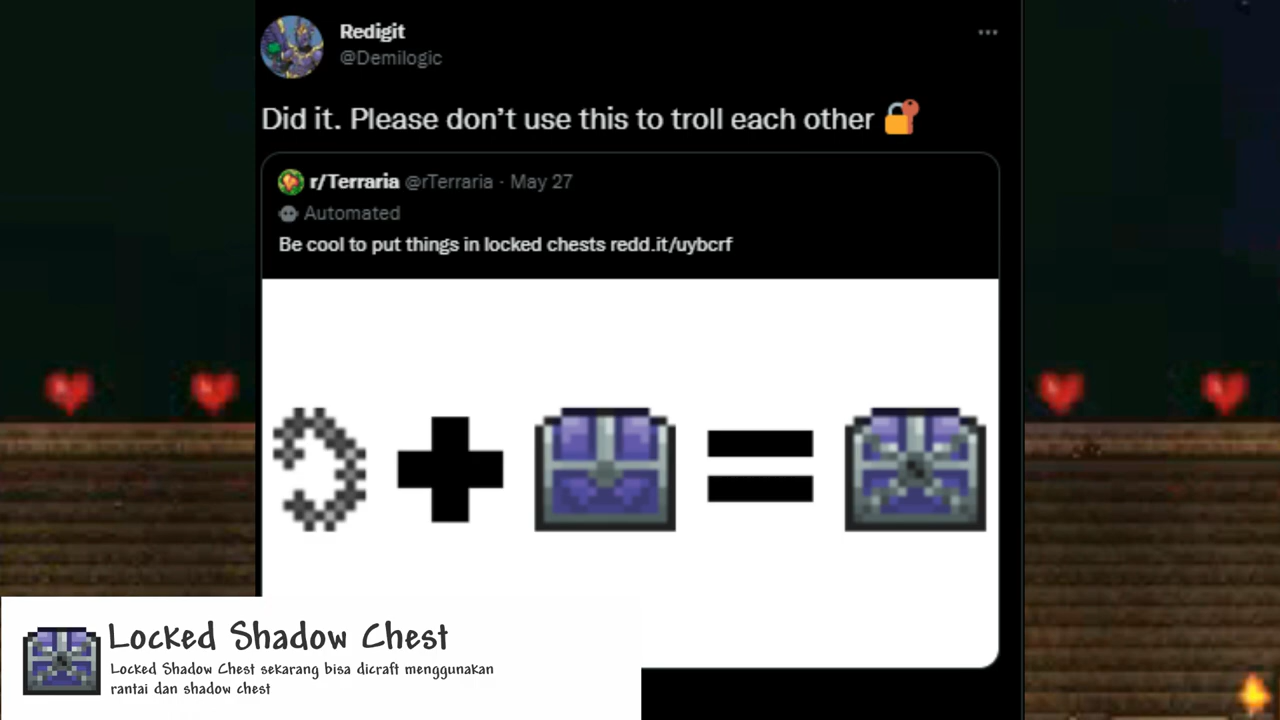 Redigit
@Demilogic
Did it. Please don't use this to troll each other
r/Terraria @rTerraria · May 27
Automated
Be cool to put things in locked chests redd.it/uybcrf
Locked Shadow Chest
Locked Shadow Chest sekarang bisa dicraft menggunakan
rantai dan shadow chest